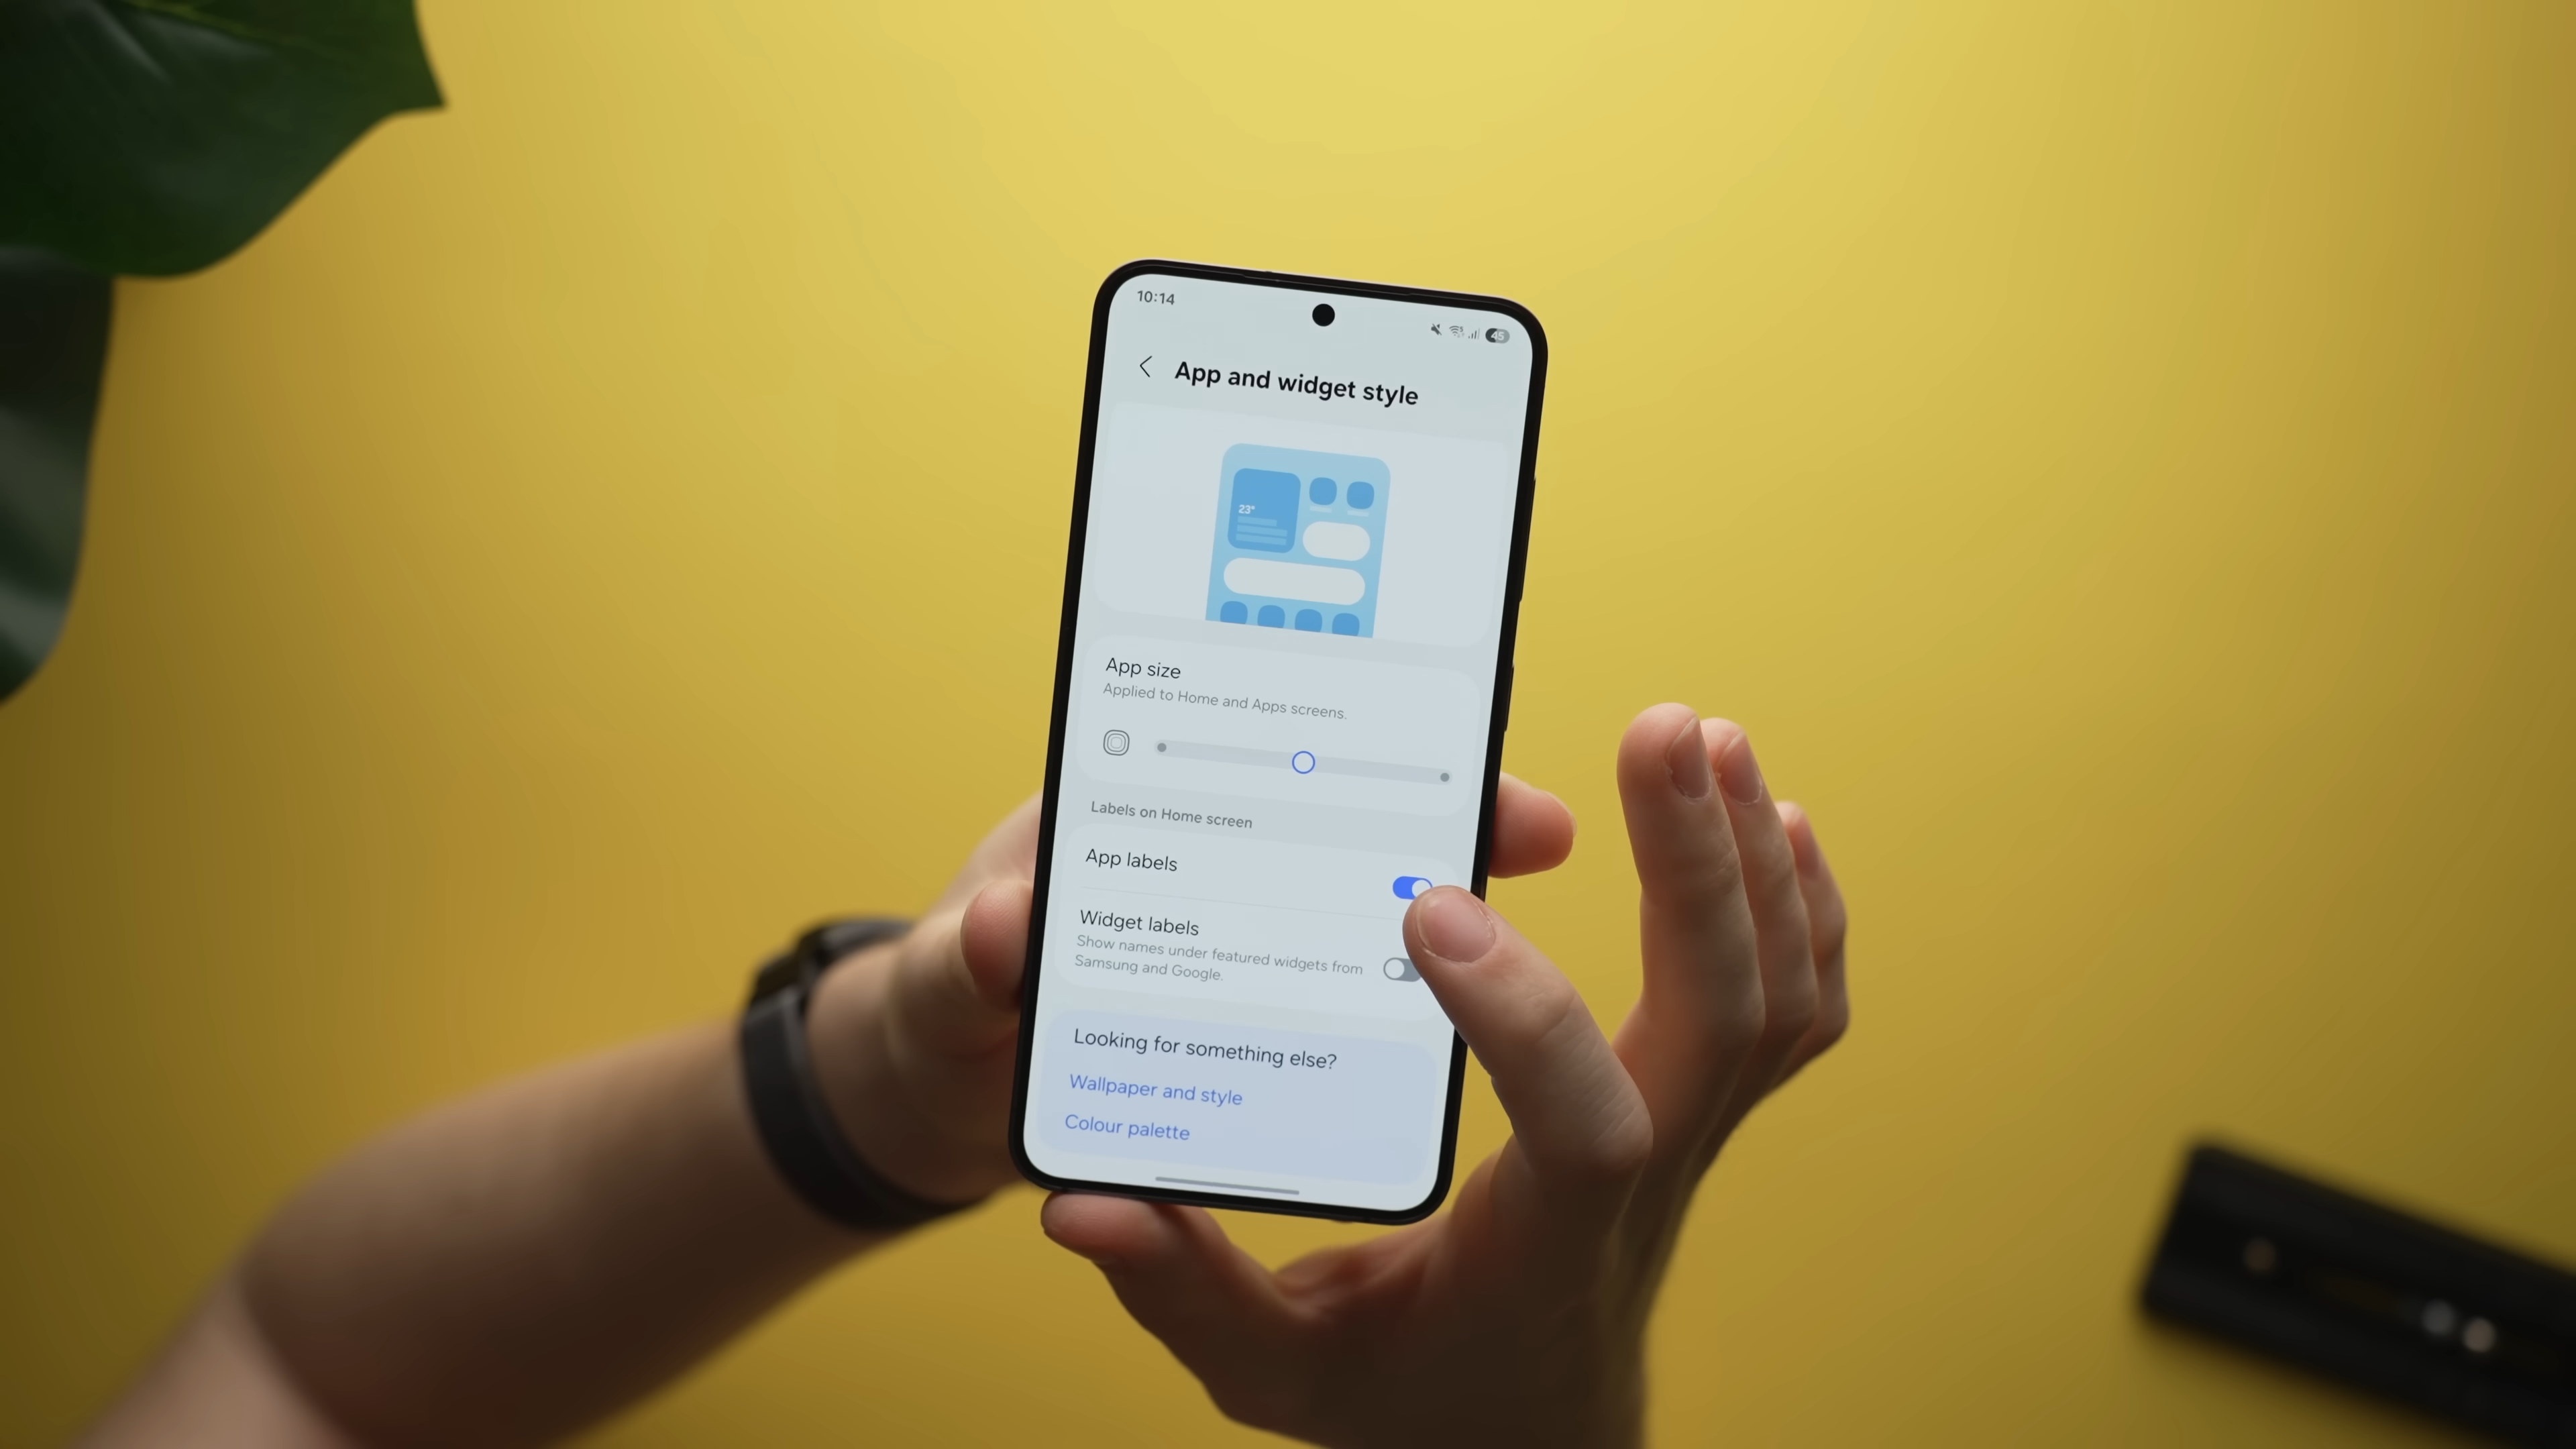 10:14
45
App and widget style
23°
App size
Applied to Home and Apps screens.
Labels on Home screen
App labels
Widget labels
Show names under featured widgets from
Samsung and Google.
Looking for something else?
Wallpaper and style
Colour palette